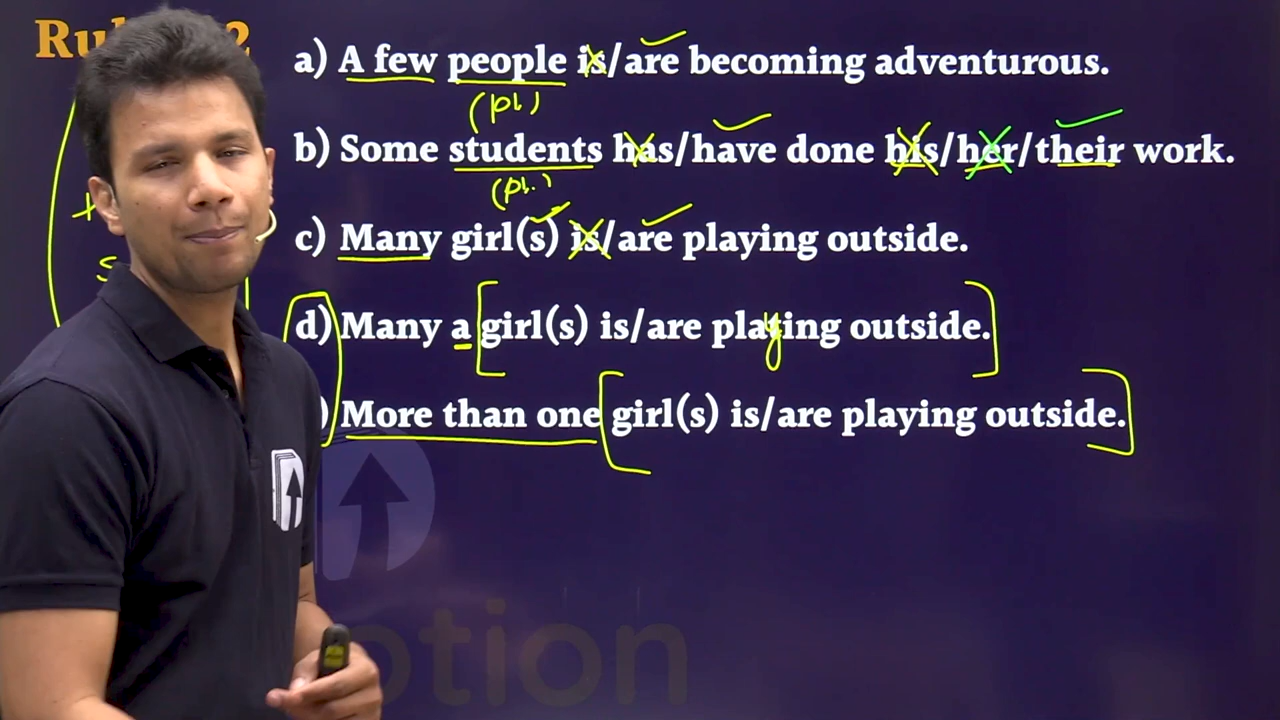 a) A few people is/are becoming adventurous.
(pl.)
b) Some students has/have done his/her/their work.
(pl.)
c) Many girl(s) is/are playing outside.
d) Many a girl(s) is/are playing outside.
) More than one girl(s) is/are playing outside.
otion